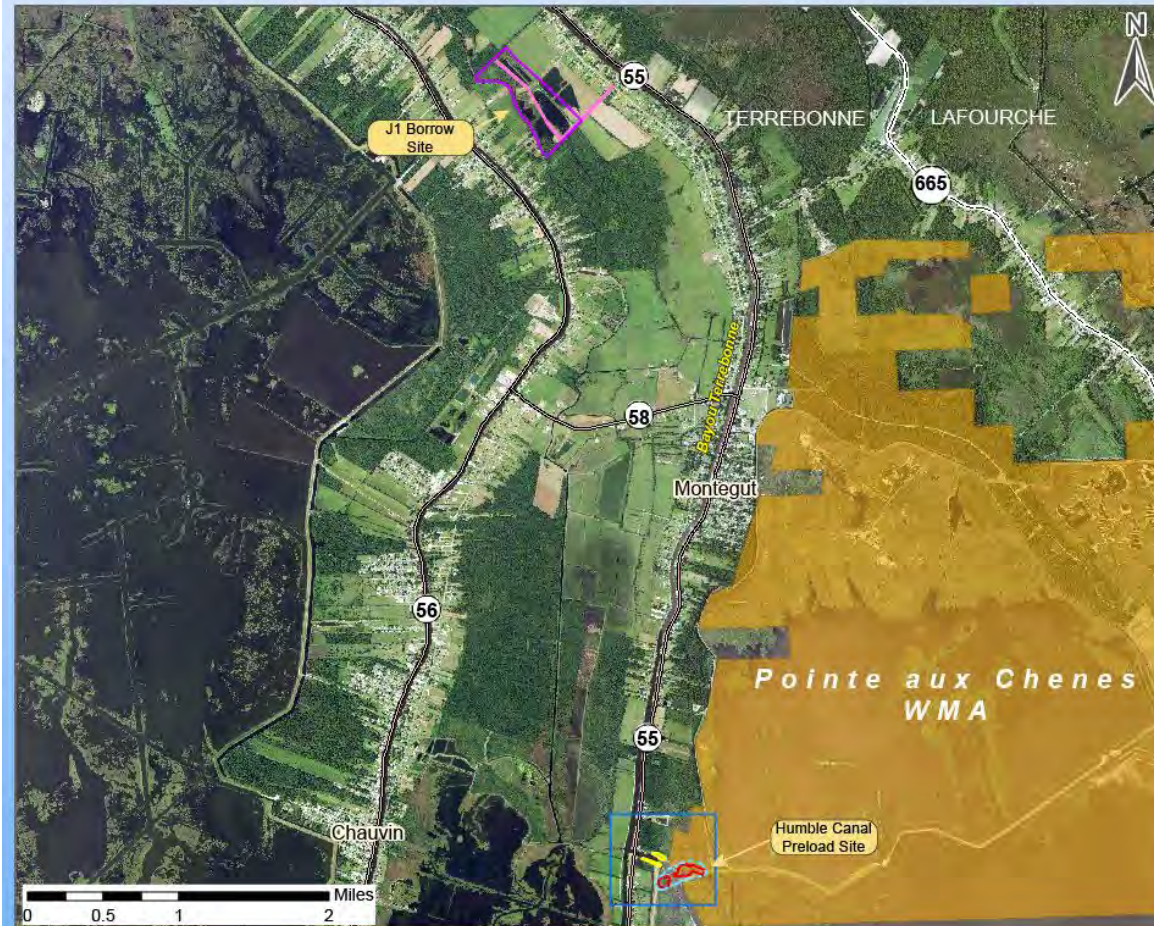 N
55
TERREBONNE
LAFOURCHE
J1 Borrow
Site
665
Bayou Terrebonne
58
Montegut
56
Pointe aux Chenes
WMA
55
Humble Canal
Preload Site
Chauvin
Miles
0 0.5 1 2